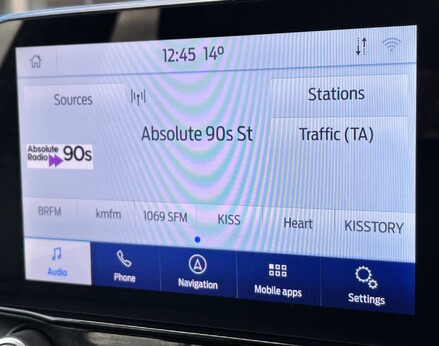 12:45 14°
Sources
Stations
Absolute 90s St
Traffic (TA)
Absolute
Radio 90s
BRFM
kmfm
1069 SFM
KISS
Heart
KISSTORY
Audio
Phone
Navigation
Mobile apps
Settings